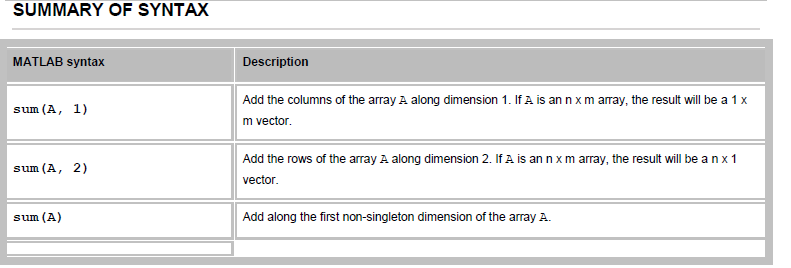 SUMMARY OF SYNTAX
MATLAB syntax
Description
sum(A, 1)
Add the columns of the array A along dimension 1. If A is an n x m array, the result will be a 1 x
m vector.
sum(A, 2)
Add the rows of the array A along dimension 2. If A is an n x m array, the result will be a n x 1
vector.
sum(A)
Add along the first non-singleton dimension of the array A.